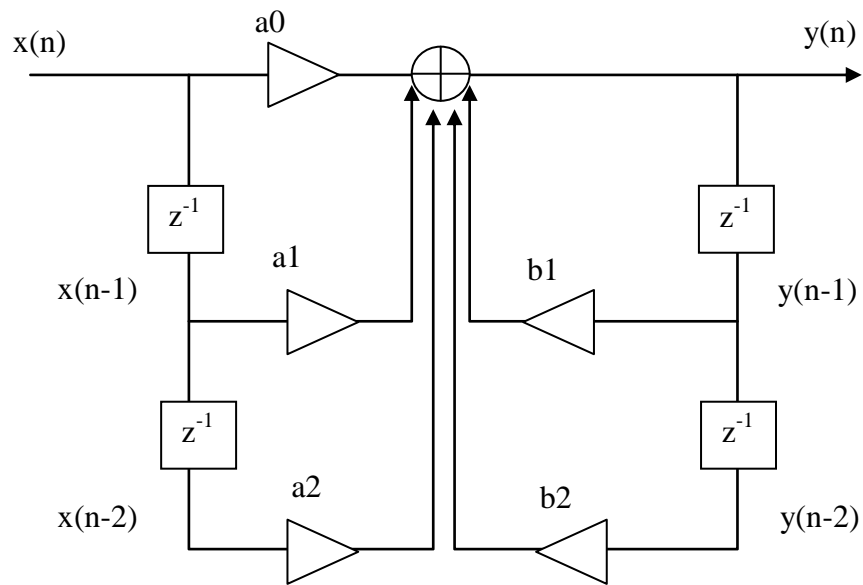 a0
x(n)
y(n)
z⁻¹
z⁻¹
a1
b1
x(n-1)
y(n-1)
z⁻¹
z⁻¹
a2
b2
x(n-2)
y(n-2)